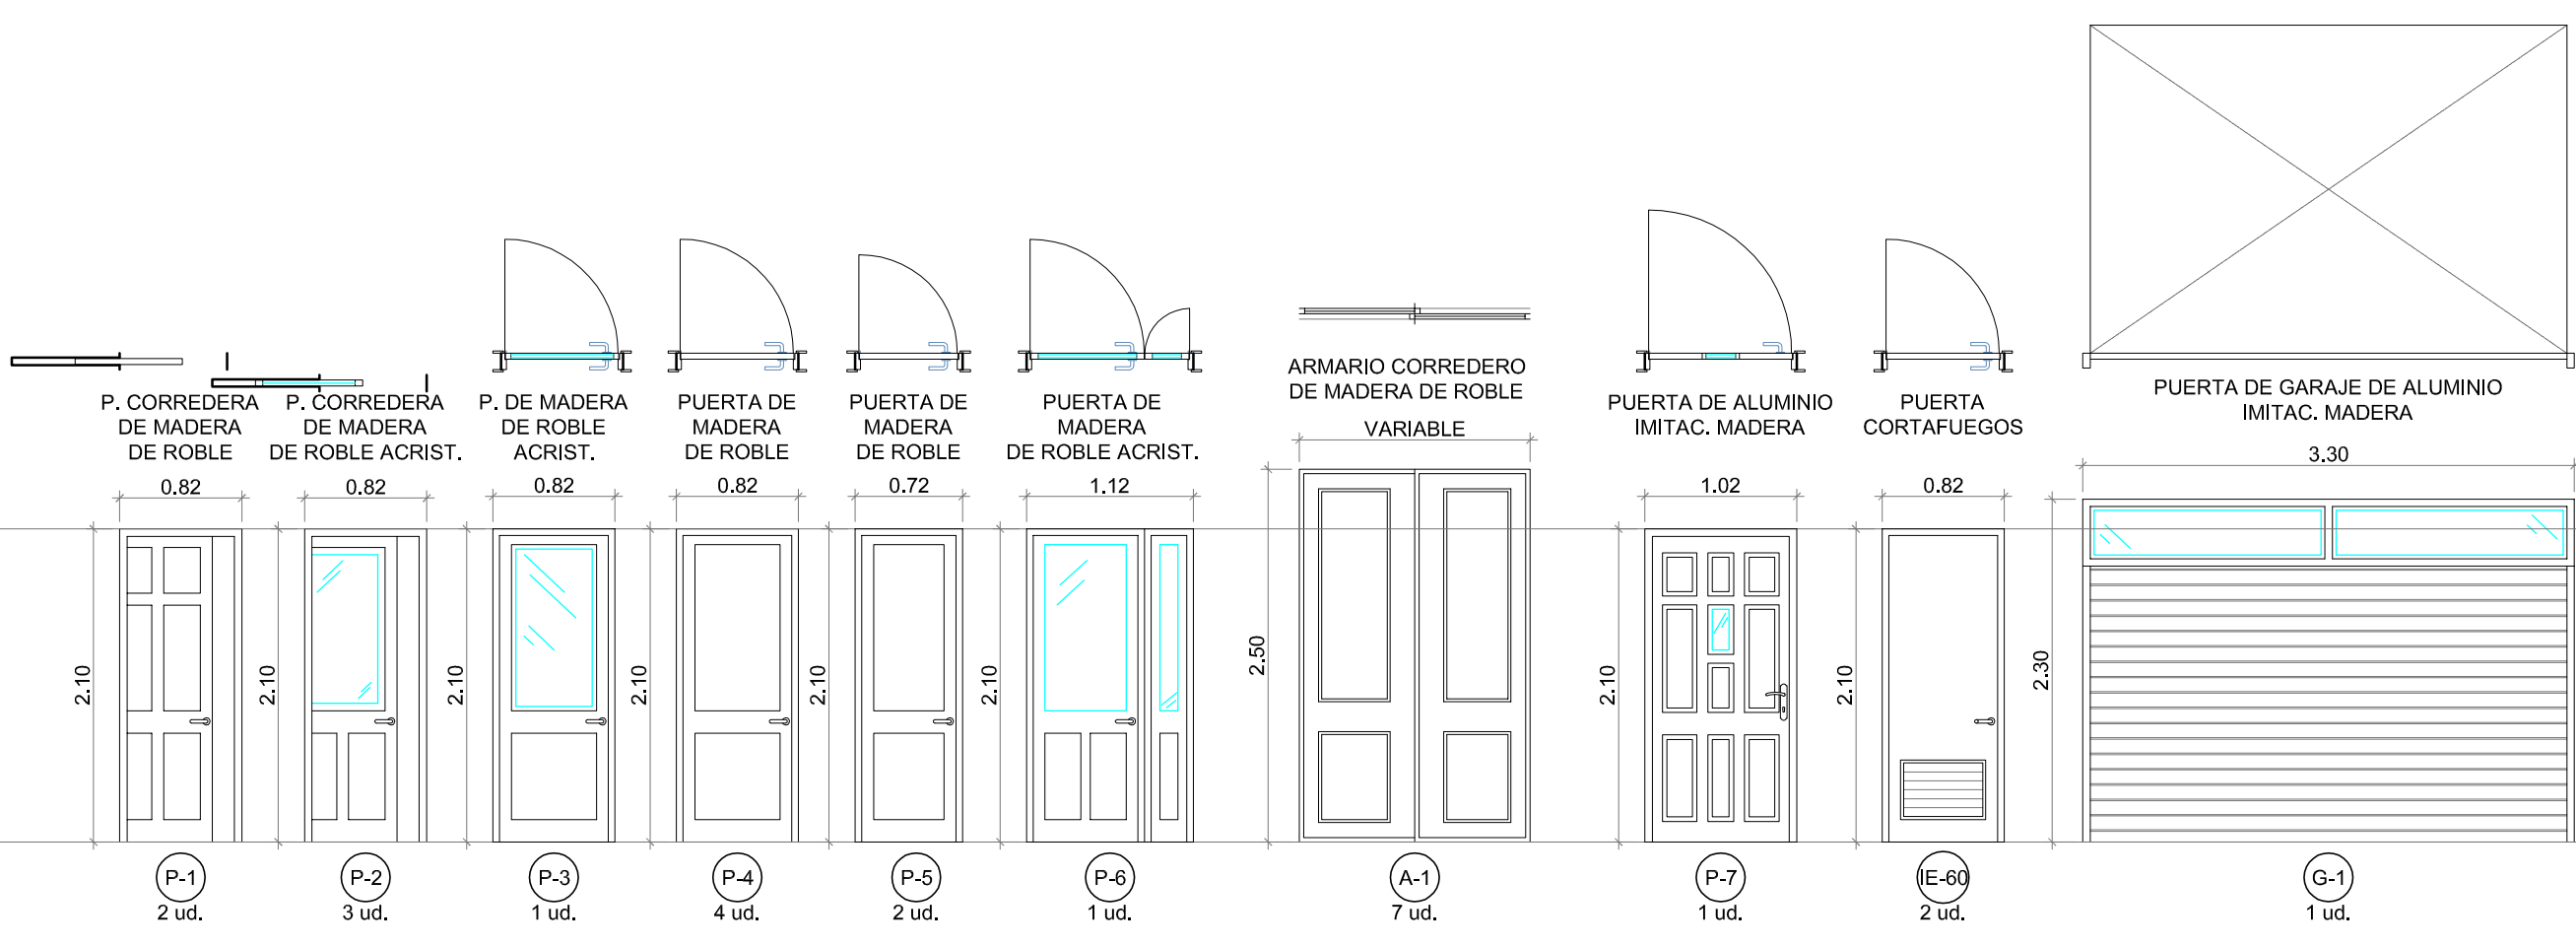 P. CORREDERA
DE MADERA
DE ROBLE
0.82
2.10
P-1
2 ud.
P. CORREDERA
DE MADERA
DE ROBLE ACRIST.
0.82
2.10
P-2
3 ud.
P. DE MADERA
DE ROBLE
ACRIST.
0.82
2.10
P-3
1 ud.
PUERTA DE
MADERA
DE ROBLE
0.82
2.10
P-4
4 ud.
PUERTA DE
MADERA
DE ROBLE
0.72
2.10
P-5
2 ud.
PUERTA DE
MADERA
DE ROBLE ACRIST.
1.12
2.10
P-6
1 ud.
ARMARIO CORREDERO
DE MADERA DE ROBLE
VARIABLE
2.50
A-1
7 ud.
PUERTA DE ALUMINIO
IMITAC. MADERA
1.02
2.10
P-7
1 ud.
PUERTA
CORTAFUEGOS
0.82
2.10
IE-60
2 ud.
PUERTA DE GARAJE DE ALUMINIO
IMITAC. MADERA
3.30
2.30
G-1
1 ud.